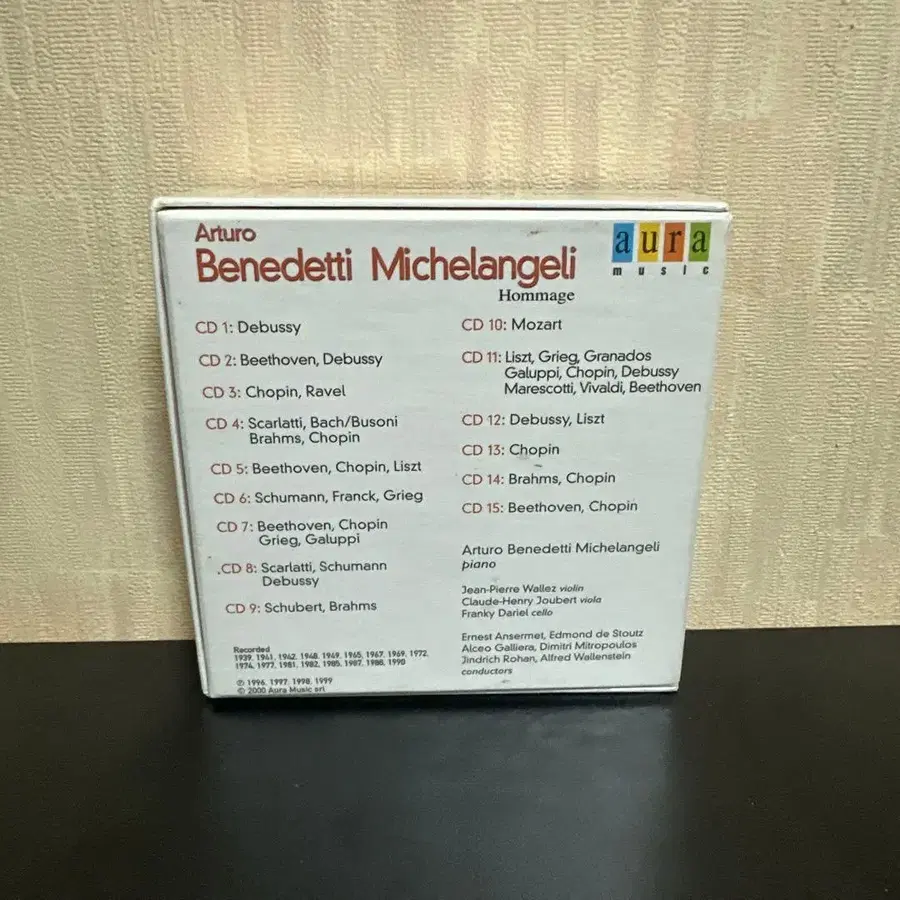 Arturo
Benedetti Michelangeli
Hommage
aura
music
CD 1: Debussy
CD 2: Beethoven, Debussy
CD 3: Chopin, Ravel
CD 4: Scarlatti, Bach/Busoni
Brahms, Chopin
CD 5: Beethoven, Chopin, Liszt
CD 6: Schumann, Franck, Grieg
CD 7: Beethoven, Chopin
Grieg, Galuppi
CD 8: Scarlatti, Schumann
Debussy
CD 9: Schubert, Brahms
Recorded
1939, 1941, 1942, 1948, 1949, 1965, 1967, 1969, 1972,
1974, 1977, 1981, 1982, 1985, 1987, 1988, 1990
℗ 1996, 1997, 1998, 1999
© 2000 Aura Music srl
CD 10: Mozart
CD 11: Liszt, Grieg, Granados
Galuppi, Chopin, Debussy
Marescotti, Vivaldi, Beethoven
CD 12: Debussy, Liszt
CD 13: Chopin
CD 14: Brahms, Chopin
CD 15: Beethoven, Chopin
Arturo Benedetti Michelangeli
piano
Jean-Pierre Wallez violin
Claude-Henry Joubert viola
Franky Dariel cello
Ernest Ansermet, Edmond de Stoutz
Alceo Galliera, Dimitri Mitropoulos
Jindrich Rohan, Alfred Wallenstein
conductors